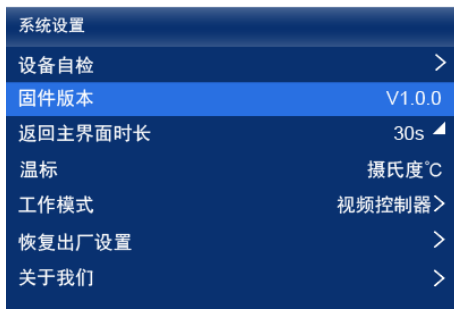 系统设置
设备自检 >
固件版本 V1.0.0
返回主界面时长 30s
温标 摄氏度℃
工作模式 视频控制器>
恢复出厂设置 >
关于我们 >